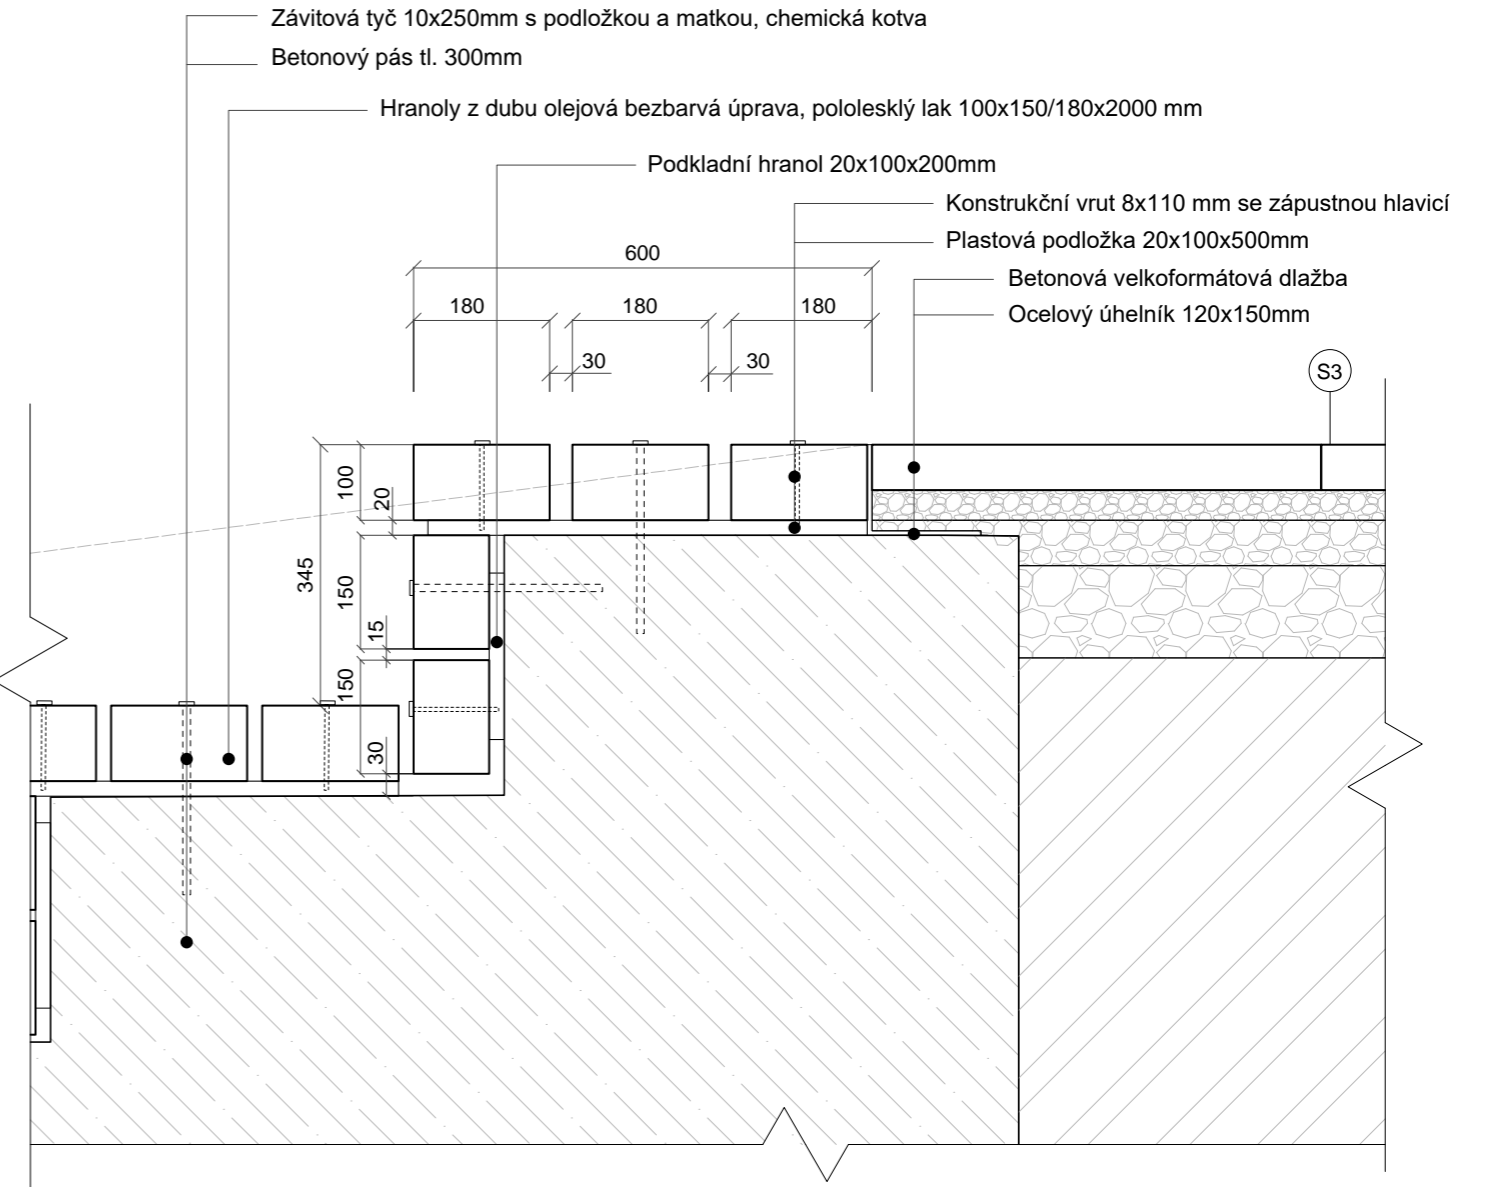 Závitová tyč 10x250mm s podložkou a matkou, chemická kotva
Betonový pás tl. 300mm
Hranoly z dubu olejová bezbarvá úprava, pololesklý lak 100x150/180x2000 mm
Podkladní hranol 20x100x200mm
Konstrukční vrut 8x110 mm se zápustnou hlavicí
Plastová podložka 20x100x500mm
Betonová velkoformátová dlažba
Ocelový úhelník 120x150mm
600
180
180
180
30
30
S3
100
20
345
150
15
150
30